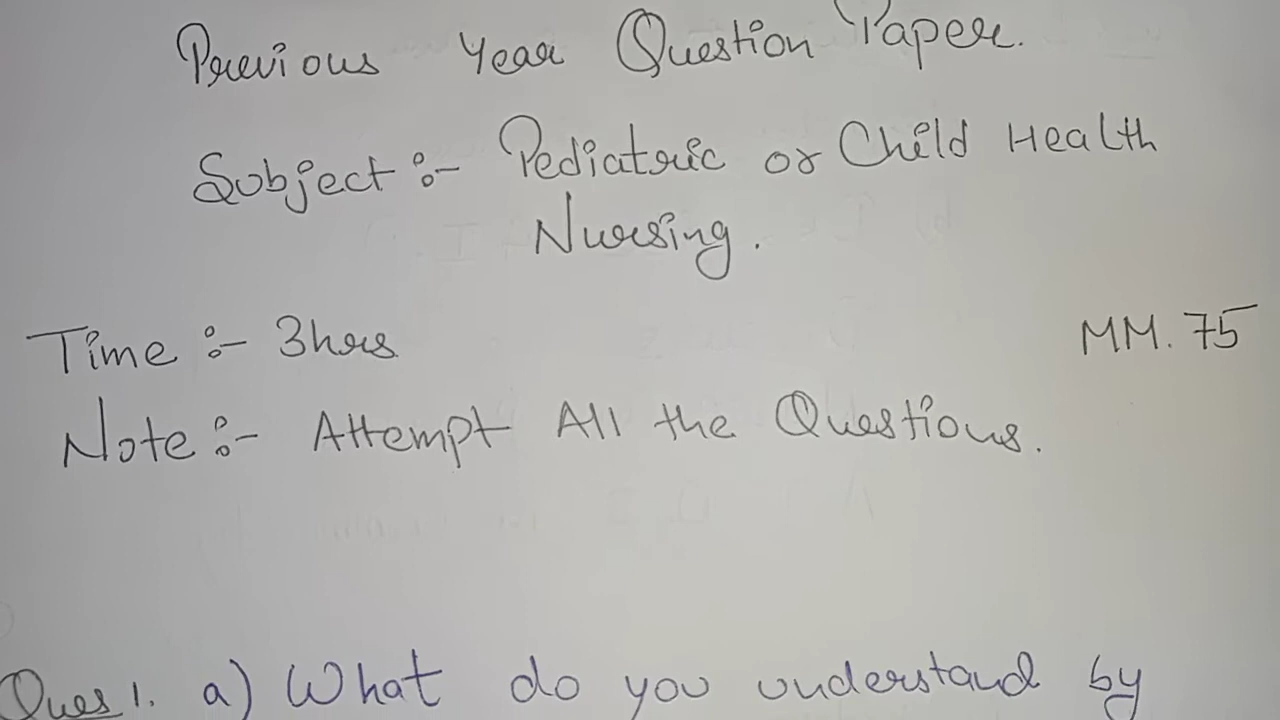 Previous Year Question Paper.
Subject :- Pediatric or Child Health
Nursing.
Time :- 3hrs MM. 75
Note :- Attempt All the Questions.
Ques 1. a) What do you understand by